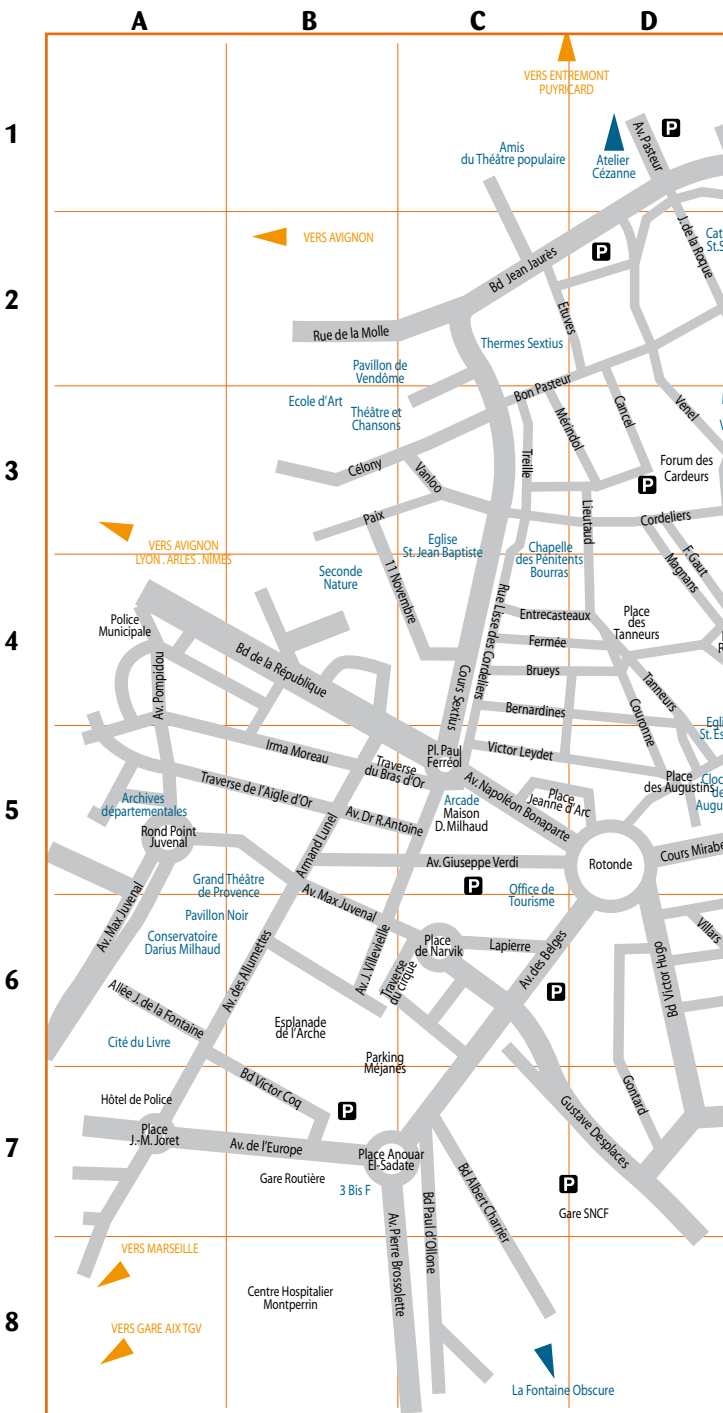 A B C D
1
2
3
4
5
6
7
8
VERS ENTREMONT
PUYRICARD
P
Av. Pasteur
Amis
du Théâtre populaire
Atelier
Cézanne
VERS AVIGNON
Bd Jean Jaurès
P
J. de la Roque
Rue de la Molle
Etuves
Thermes Sextius
Pavillon de
Vendôme
Bon Pasteur
Ecole d'Art
Théâtre et
Chansons
Mérindol
Cancel
Venel
Célony
Vanloo
Treille
Forum des
Cardeurs
P
Paix
Lieutaud
Cordeliers
VERS AVIGNON
LYON . ARLES . NÎMES
Eglise
St. Jean Baptiste
Chapelle
des Pénitents
Bourras
F. Gaut
Magnans
Seconde
Nature
11 Novembre
Rue Lisse des Cordeliers
Police
Municipale
Entrecasteaux
Place
des
Tanneurs
Fermée
Bd de la République
Brueys
Av. Pompidou
Cours Sextius
Tanneurs
Couronne
Bernardines
Irma Moreau
Traverse
du Bras d'Or
Pl. Paul
Ferréol
Victor Leydet
Traverse de l'Aigle d'Or
Av. Napoléon Bonaparte
Place
Jeanne d'Arc
Place
des Augustins
Archives
départementales
Arcade
Maison
D. Milhaud
Rond Point
Juvenal
Armand Lunel
Av. Dr R. Antoine
Av. Giuseppe Verdi
Rotonde
Grand Théâtre
de Provence
P
Office de
Tourisme
Av. Max Juvenal
Pavillon Noir
Av. Max Juvenal
Conservatoire
Darius Milhaud
Place
de Narvik
Lapierre
Villars
Av. des Allumettes
Av. J. Villevieille
Traverse
du cirque
Av. des Belges
Bd Victor Hugo
P
Allée J. de la Fontaine
Esplanade
de l'Arche
Cité du Livre
Parking
Méjanes
Hôtel de Police
Bd Victor Coq
P
Gontard
Gustave Desplaces
Place
J.-M. Joret
Av. de l'Europe
Place Anouar
El-Sadate
Gare Routière
3 Bis F
Bd Albert Charrier
P
Gare SNCF
Av. Pierre Brossolette
Bd Paul d'Ollone
VERS MARSEILLE
Centre Hospitalier
Montperrin
VERS GARE AIX TGV
La Fontaine Obscure